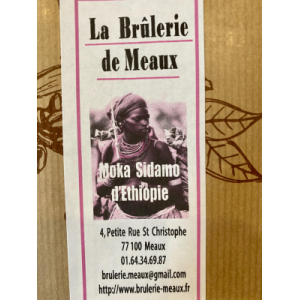 La Brûlerie
de Meaux
Moka Sidamo
d'Ethiopie
4, Petite Rue St Christophe
77100 Meaux
01.64.34.69.87
brulerie.meaux@gmail.com
http://www.brulerie-meaux.fr